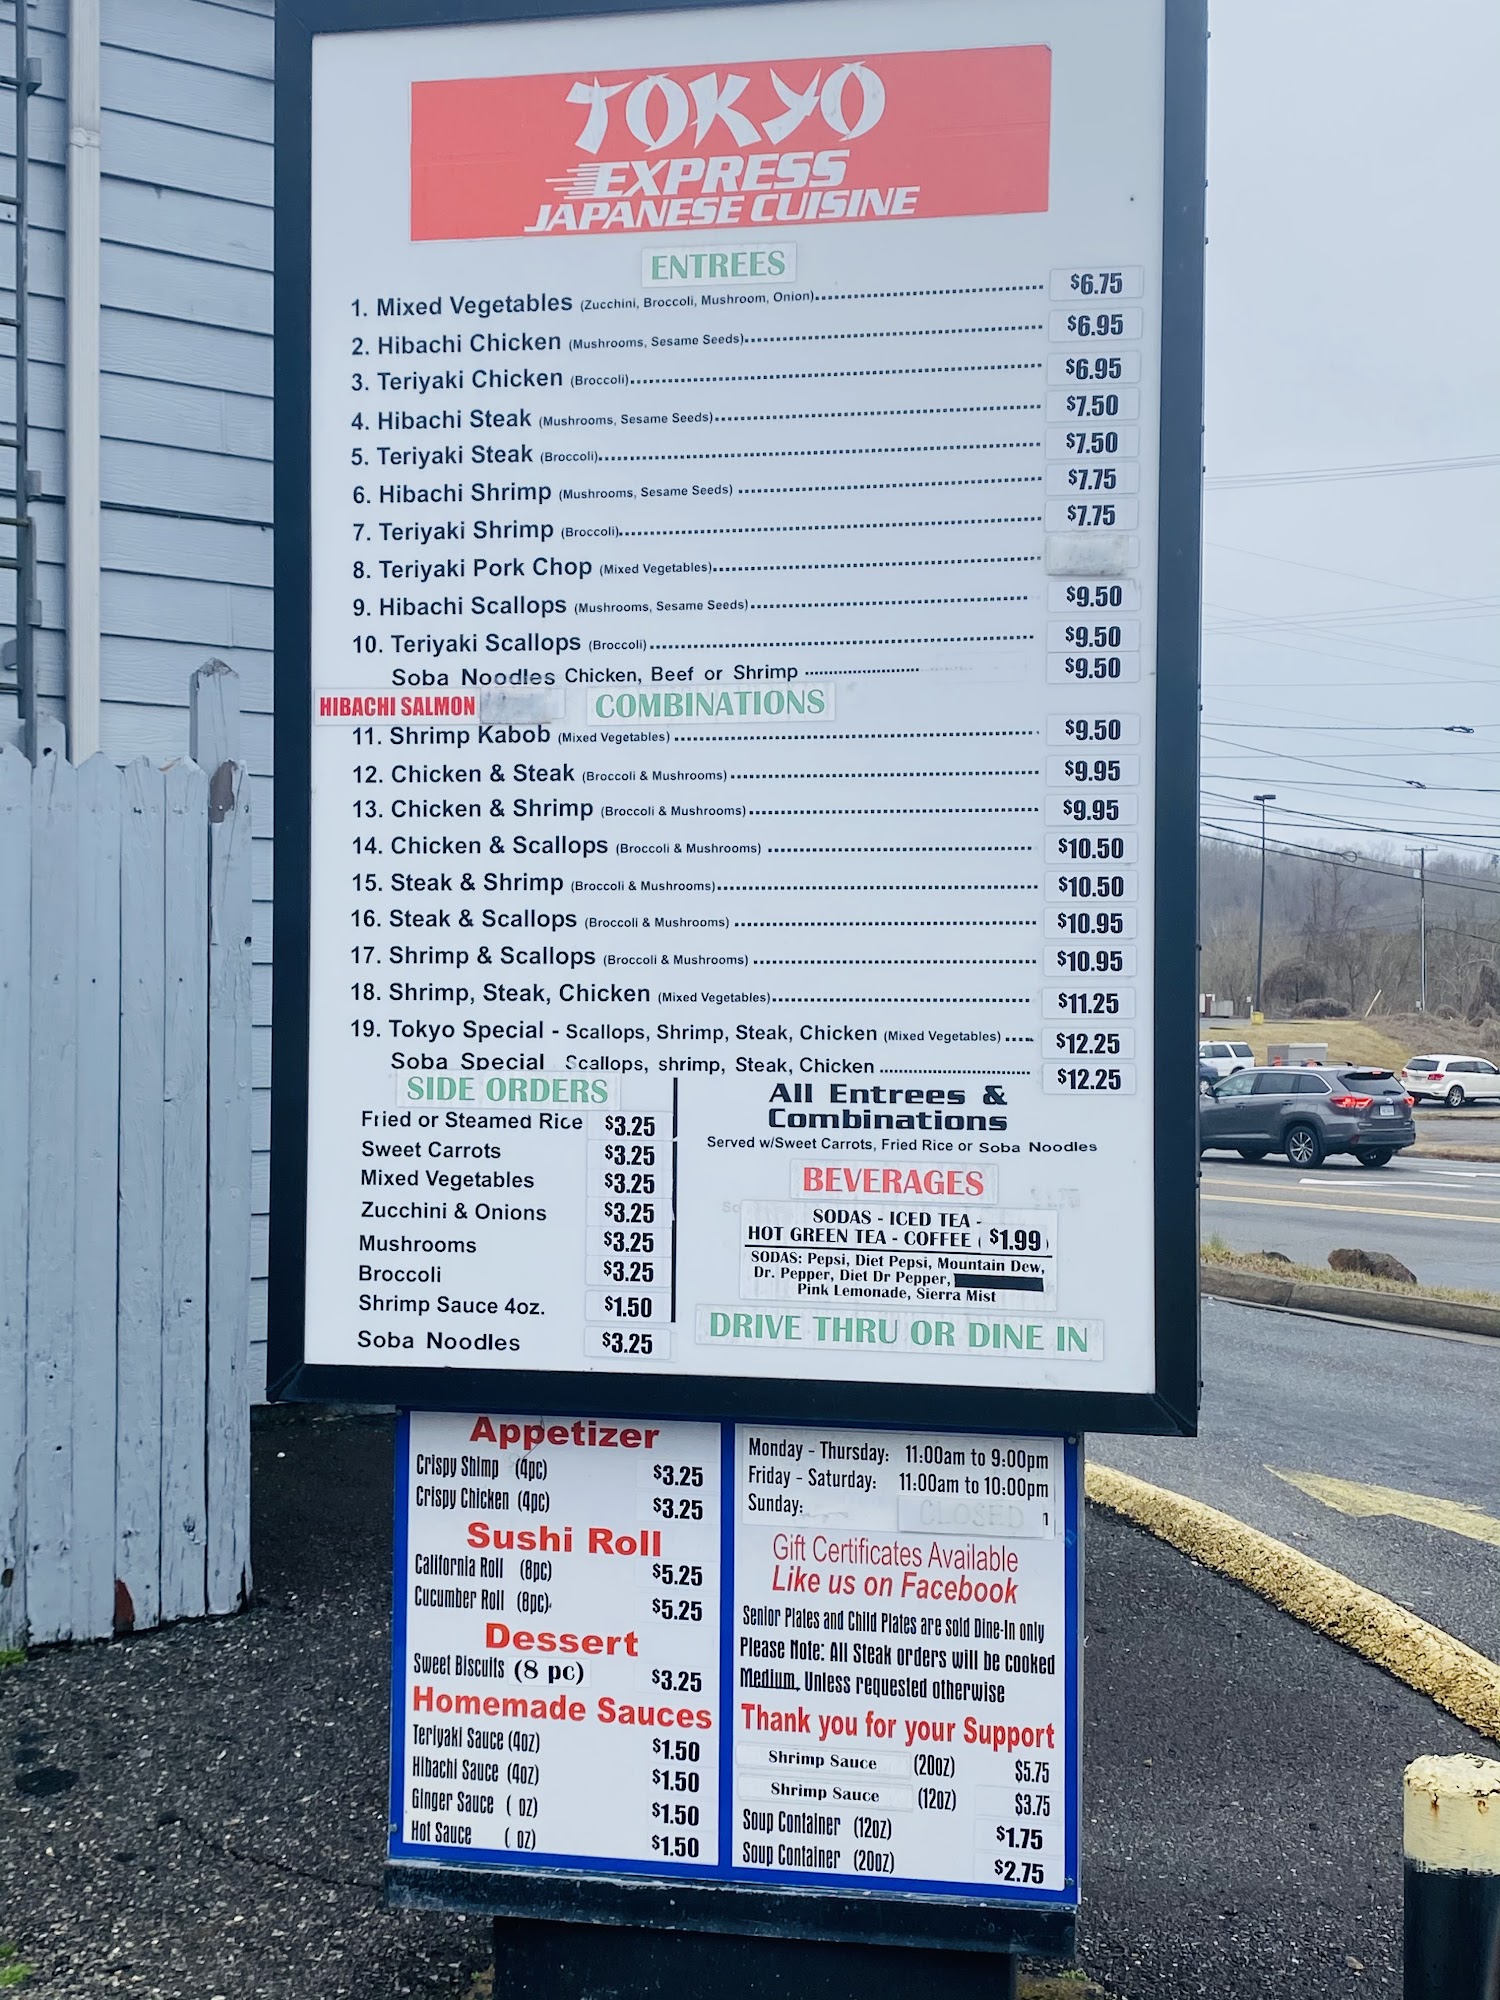 TOKYO
EXPRESS
JAPANESE CUISINE
ENTREES
1. Mixed Vegetables (Zucchini, Broccoli, Mushroom, Onion) $6.75
2. Hibachi Chicken (Mushrooms, Sesame Seeds) $6.95
3. Teriyaki Chicken (Broccoli) $6.95
4. Hibachi Steak (Mushrooms, Sesame Seeds) $7.50
5. Teriyaki Steak (Broccoli) $7.50
6. Hibachi Shrimp (Mushrooms, Sesame Seeds) $7.75
7. Teriyaki Shrimp (Broccoli) $7.75
8. Teriyaki Pork Chop (Mixed Vegetables)
9. Hibachi Scallops (Mushrooms, Sesame Seeds) $9.50
10. Teriyaki Scallops (Broccoli) $9.50
Soba Noodles Chicken, Beef or Shrimp $9.50
HIBACHI SALMON
COMBINATIONS
11. Shrimp Kabob (Mixed Vegetables) $9.50
12. Chicken & Steak (Broccoli & Mushrooms) $9.95
13. Chicken & Shrimp (Broccoli & Mushrooms) $9.95
14. Chicken & Scallops (Broccoli & Mushrooms) $10.50
15. Steak & Shrimp (Broccoli & Mushrooms) $10.50
16. Steak & Scallops (Broccoli & Mushrooms) $10.95
17. Shrimp & Scallops (Broccoli & Mushrooms) $10.95
18. Shrimp, Steak, Chicken (Mixed Vegetables) $11.25
19. Tokyo Special - Scallops, Shrimp, Steak, Chicken (Mixed Vegetables) $12.25
Soba Special Scallops, shrimp, Steak, Chicken $12.25
SIDE ORDERS
Fried or Steamed Rice $3.25
Sweet Carrots $3.25
Mixed Vegetables $3.25
Zucchini & Onions $3.25
Mushrooms $3.25
Broccoli $3.25
Shrimp Sauce 4oz. $1.50
Soba Noodles $3.25
All Entrees &
Combinations
Served w/Sweet Carrots, Fried Rice or Soba Noodles
BEVERAGES
SODAS - ICED TEA -
HOT GREEN TEA - COFFEE ( $1.99 )
SODAS: Pepsi, Diet Pepsi, Mountain Dew,
Dr. Pepper, Diet Dr Pepper,
Pink Lemonade, Sierra Mist
DRIVE THRU OR DINE IN
Appetizer
Crispy Shimp (4pc) $3.25
Crispy Chicken (4pc) $3.25
Sushi Roll
California Roll (8pc) $5.25
Cucumber Roll (8pc) $5.25
Dessert
Sweet Biscuits (8 pc) $3.25
Homemade Sauces
Teriyaki Sauce (4oz) $1.50
Hibachi Sauce (4oz) $1.50
Ginger Sauce ( oz) $1.50
Hot Sauce ( oz) $1.50
Monday - Thursday: 11:00am to 9:00pm
Friday - Saturday: 11:00am to 10:00pm
Sunday: CLOSED
Gift Certificates Available
Like us on Facebook
Senior Plates and Child Plates are sold Dine-In only
Please Note: All Steak orders will be cooked
Medium, Unless requested otherwise
Thank you for your Support
Shrimp Sauce (20oz) $5.75
Shrimp Sauce (12oz) $3.75
Soup Container (12oz) $1.75
Soup Container (20oz) $2.75